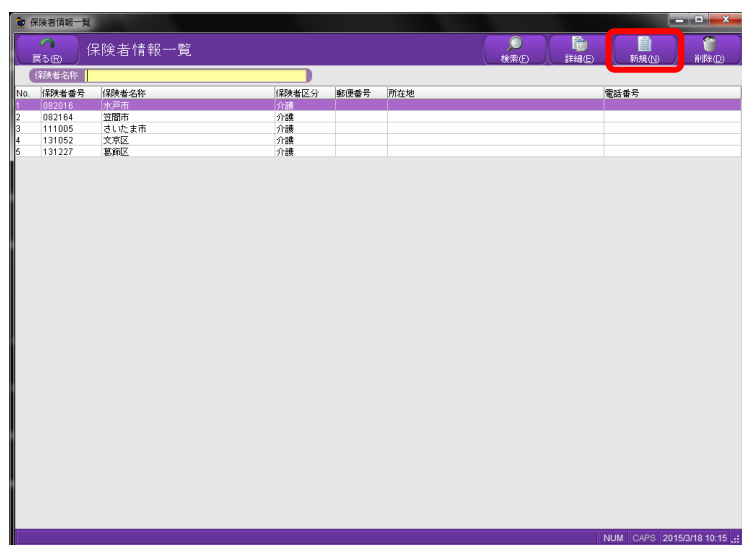 保険者情報一覧
戻る(R) 保険者情報一覧 検索(F) 詳細(E) 新規(N) 削除(D)
保険者名称
No. 保険者番号 保険者名称 保険者区分 郵便番号 所在地 電話番号
1 082016 水戸市 介護
2 082164 笠間市 介護
3 111005 さいたま市 介護
4 131052 文京区 介護
5 131227 葛飾区 介護
NUM CAPS 2015/3/18 10:15